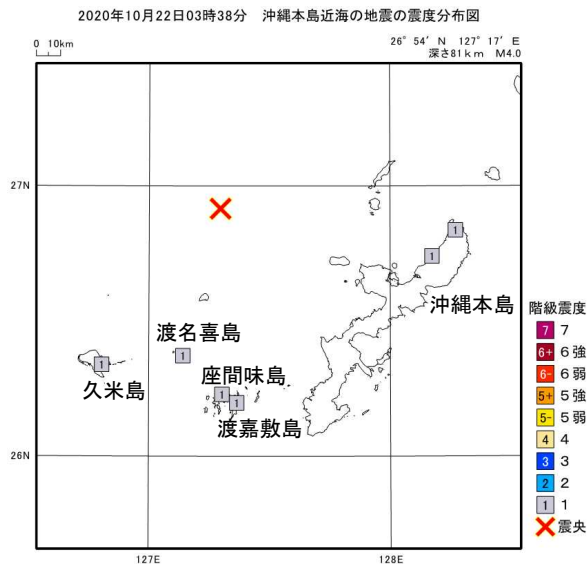 2020年10月22日03時38分 沖縄本島近海の地震の震度分布図
0 10km
26° 54′ N 127° 17′ E
深さ81km M4.0
27N
1
1
沖縄本島
渡名喜島
1
1
久米島
座間味島
1
1
渡嘉敷島
26N
127E
128E
階級震度
7 7
6+ 6強
6- 6弱
5+ 5強
5- 5弱
4 4
3 3
2 2
1 1
震央